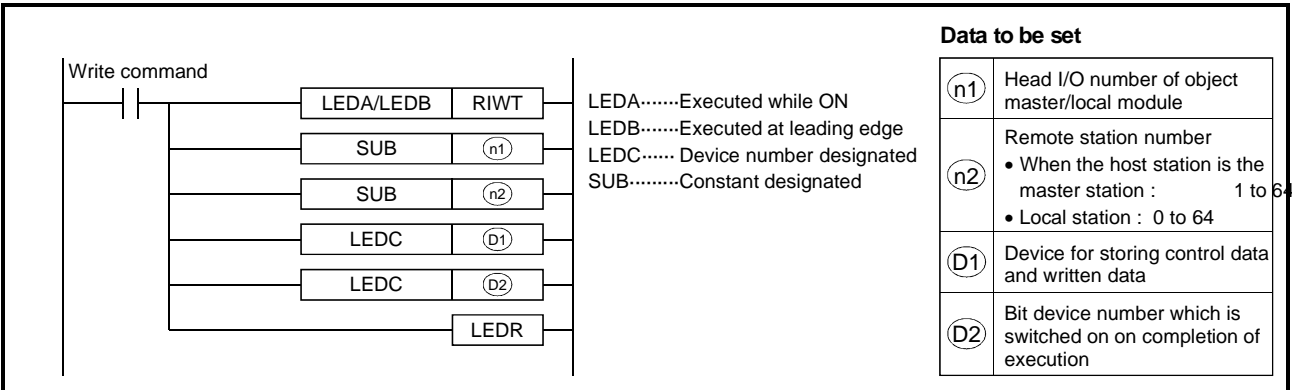 Data to be set
Write command
LEDA/LEDB RIWT
SUB n1
SUB n2
LEDC D1
LEDC D2
LEDR
LEDA·······Executed while ON
LEDB·······Executed at leading edge
LEDC······ Device number designated
SUB·········Constant designated
n1 Head I/O number of object
master/local module
n2 Remote station number
• When the host station is the
master station : 1 to 64
• Local station : 0 to 64
D1 Device for storing control data
and written data
D2 Bit device number which is
switched on on completion of
execution